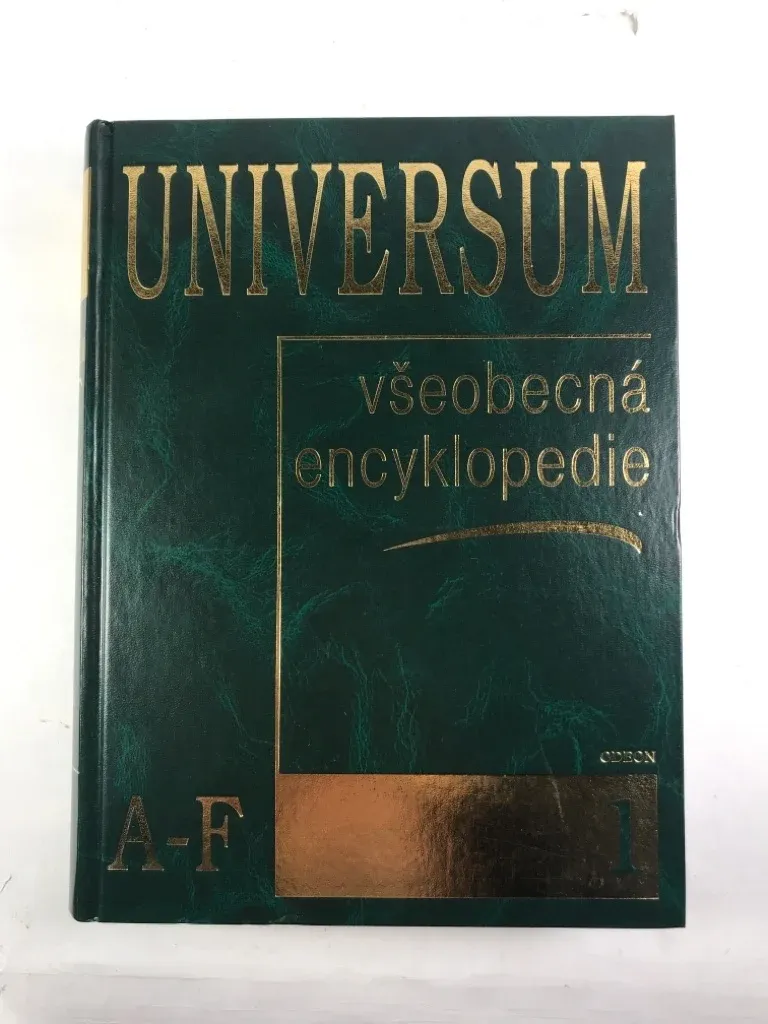 UNIVERSUM
všeobecná
encyklopedie
ODEON
A-F
1